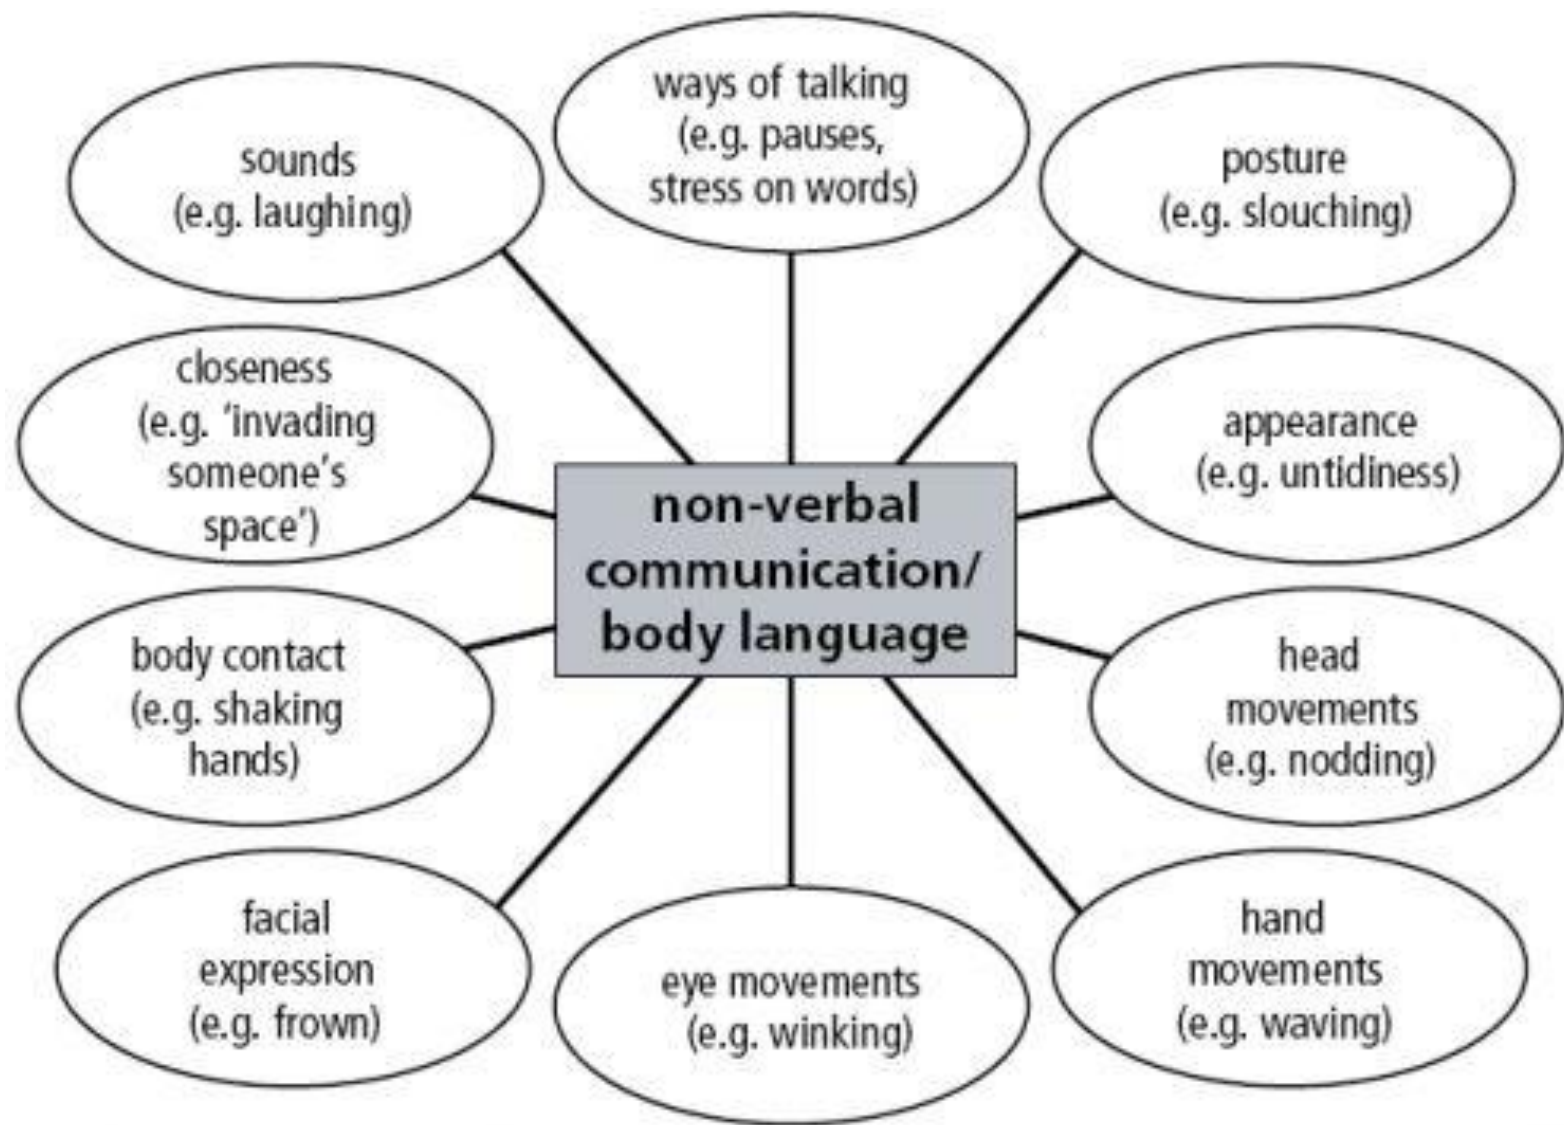 ways of talking
(e.g. pauses,
stress on words)
sounds
(e.g. laughing)
posture
(e.g. slouching)
closeness
(e.g. ‘invading
someone’s
space’)
appearance
(e.g. untidiness)
non-verbal
communication/
body language
body contact
(e.g. shaking
hands)
head
movements
(e.g. nodding)
facial
expression
(e.g. frown)
eye movements
(e.g. winking)
hand
movements
(e.g. waving)